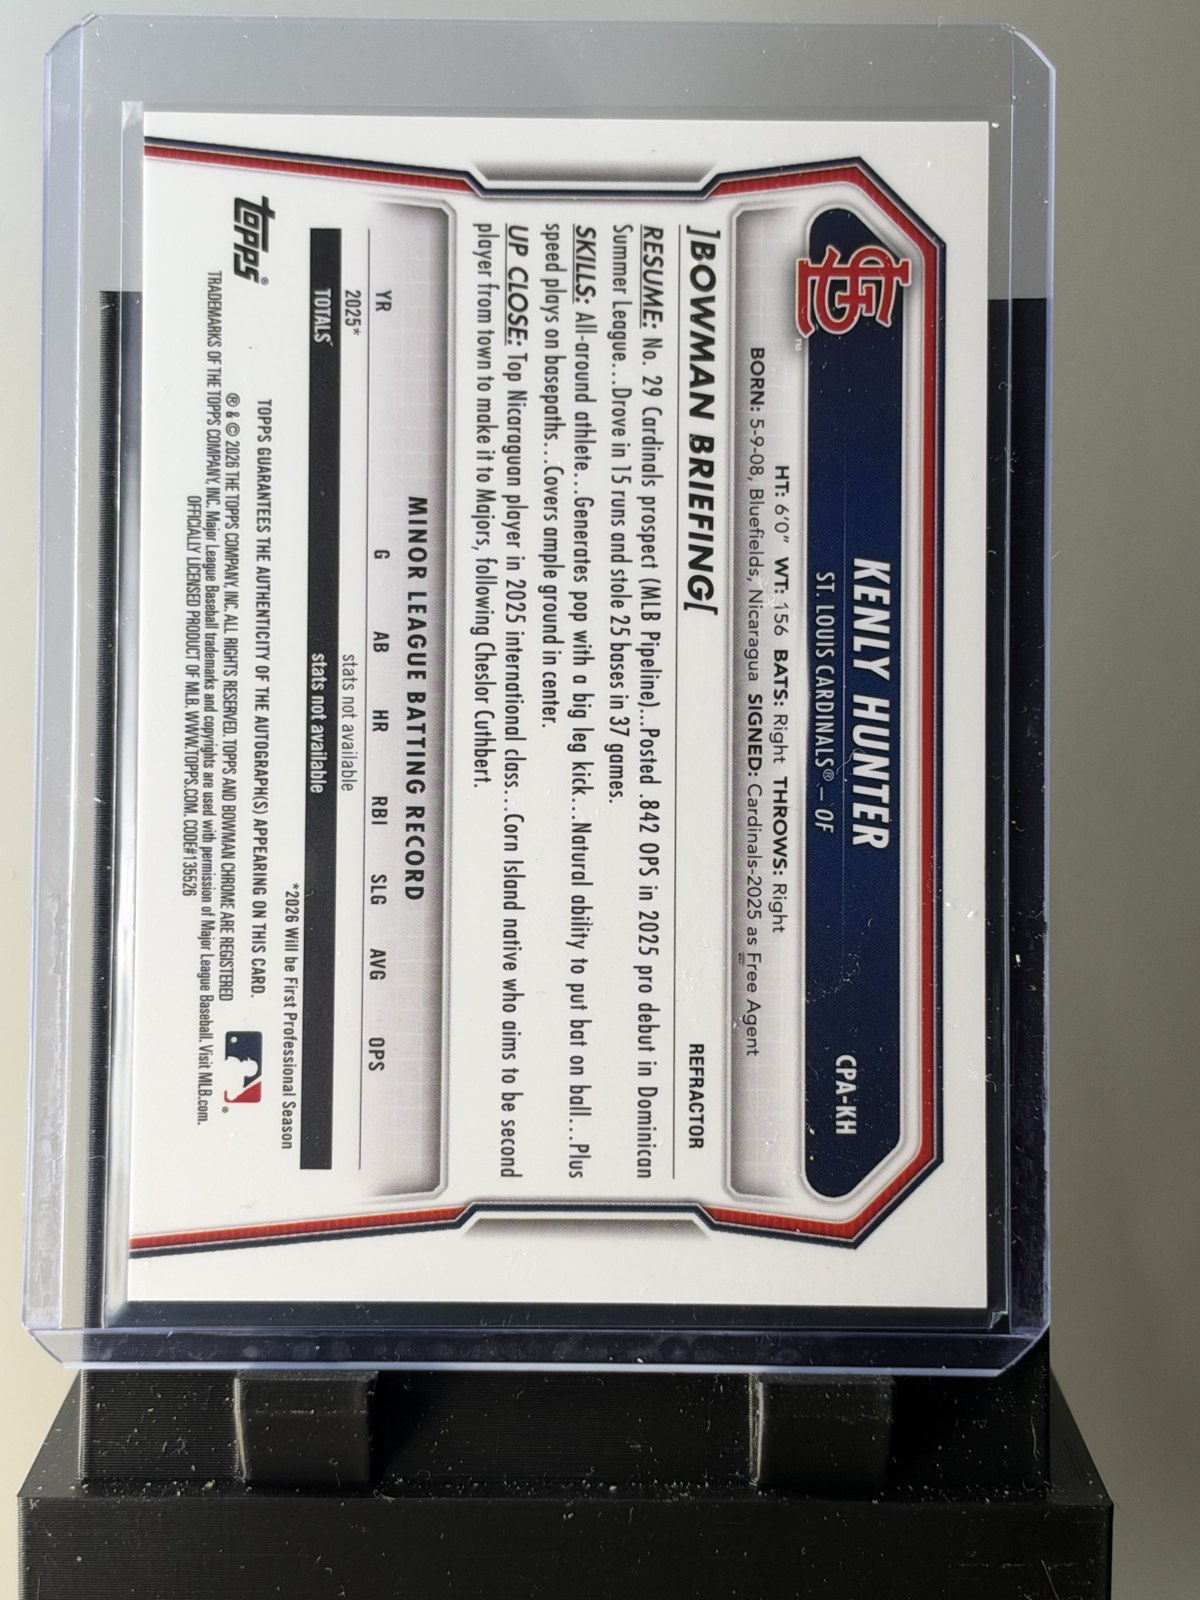 KENLY HUNTER
CPA-KH
ST. LOUIS CARDINALS® – OF
HT: 6'0" WT: 156 BATS: Right THROWS: Right
BORN: 5-9-08, Bluefields, Nicaragua SIGNED: Cardinals-2025 as Free Agent
]BOWMAN BRIEFING[
REFRACTOR
RESUME: No. 29 Cardinals prospect (MLB Pipeline)...Posted .842 OPS in 2025 pro debut in Dominican
Summer League...Drove in 15 runs and stole 25 bases in 37 games.
SKILLS: All-around athlete...Generates pop with a big leg kick...Natural ability to put bat on ball...Plus
speed plays on basepaths...Covers ample ground in center.
UP CLOSE: Top Nicaraguan player in 2025 international class...Corn Island native who aims to be second
player from town to make it to Majors, following Cheslor Cuthbert.
MINOR LEAGUE BATTING RECORD
YR G AB HR RBI SLG AVG OPS
2025* stats not available
TOTALS stats not available
*2026 Will be First Professional Season
topps®
TOPPS GUARANTEES THE AUTHENTICITY OF THE AUTOGRAPH(S) APPEARING ON THIS CARD.
® & © 2026 THE TOPPS COMPANY, INC. ALL RIGHTS RESERVED. TOPPS AND BOWMAN CHROME ARE REGISTERED
TRADEMARKS OF THE TOPPS COMPANY, INC. Major League Baseball trademarks and copyrights are used with permission of Major League Baseball. Visit MLB.com.
OFFICIALLY LICENSED PRODUCT OF MLB. WWW.TOPPS.COM. CODE#135526